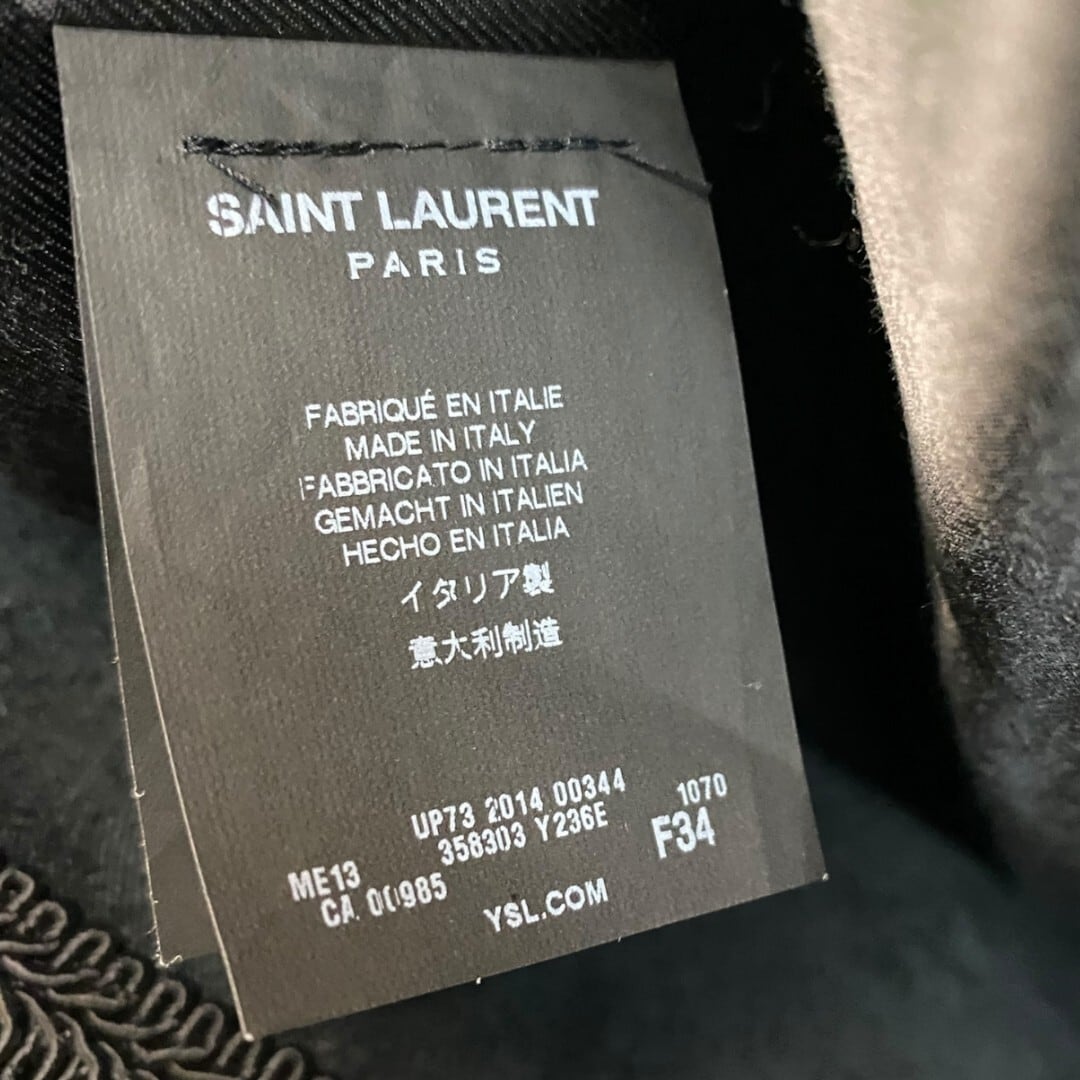 SAINT LAURENT
PARIS
FABRIQUÉ EN ITALIE
MADE IN ITALY
FABBRICATO IN ITALIA
GEMACHT IN ITALIEN
HECHO EN ITALIA
イタリア製
意大利制造
UP73 2014 00344 1070
358303 Y236E F34
ME13
CA 00985
YSL.COM